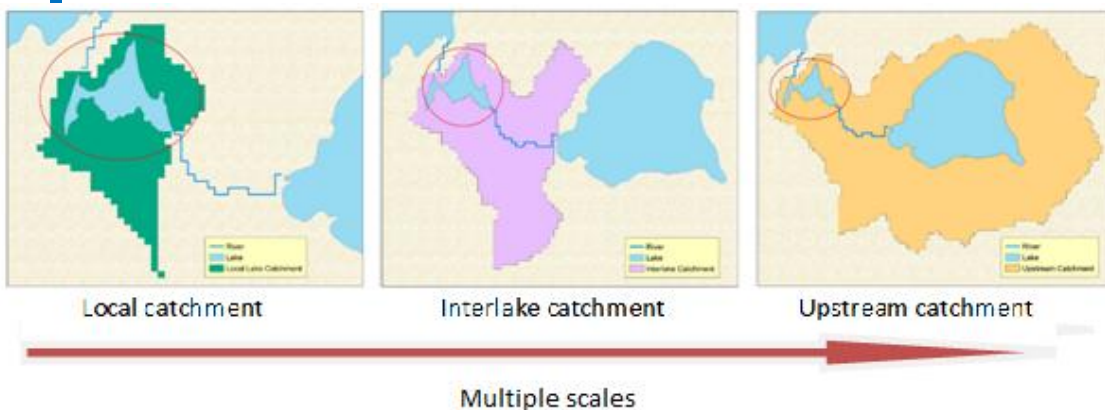 River
Lake
Local Lake Catchment
River
Lake
Interlake Catchment
River
Lake
Upstream Catchment
Local catchment
Interlake catchment
Upstream catchment
Multiple scales